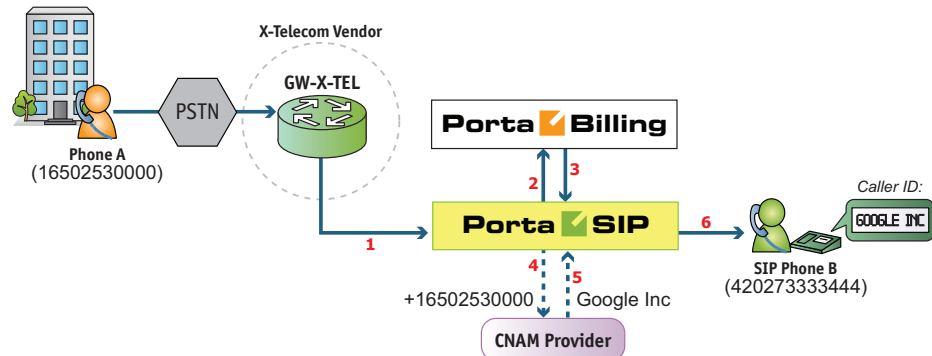 X-Telecom Vendor
GW-X-TEL
PSTN
Phone A
(16502530000)
Porta Billing
2
3
Caller ID:
GOOGLE INC
Porta SIP
1
6
4
5
SIP Phone B
(420273333444)
+16502530000
Google Inc
CNAM Provider